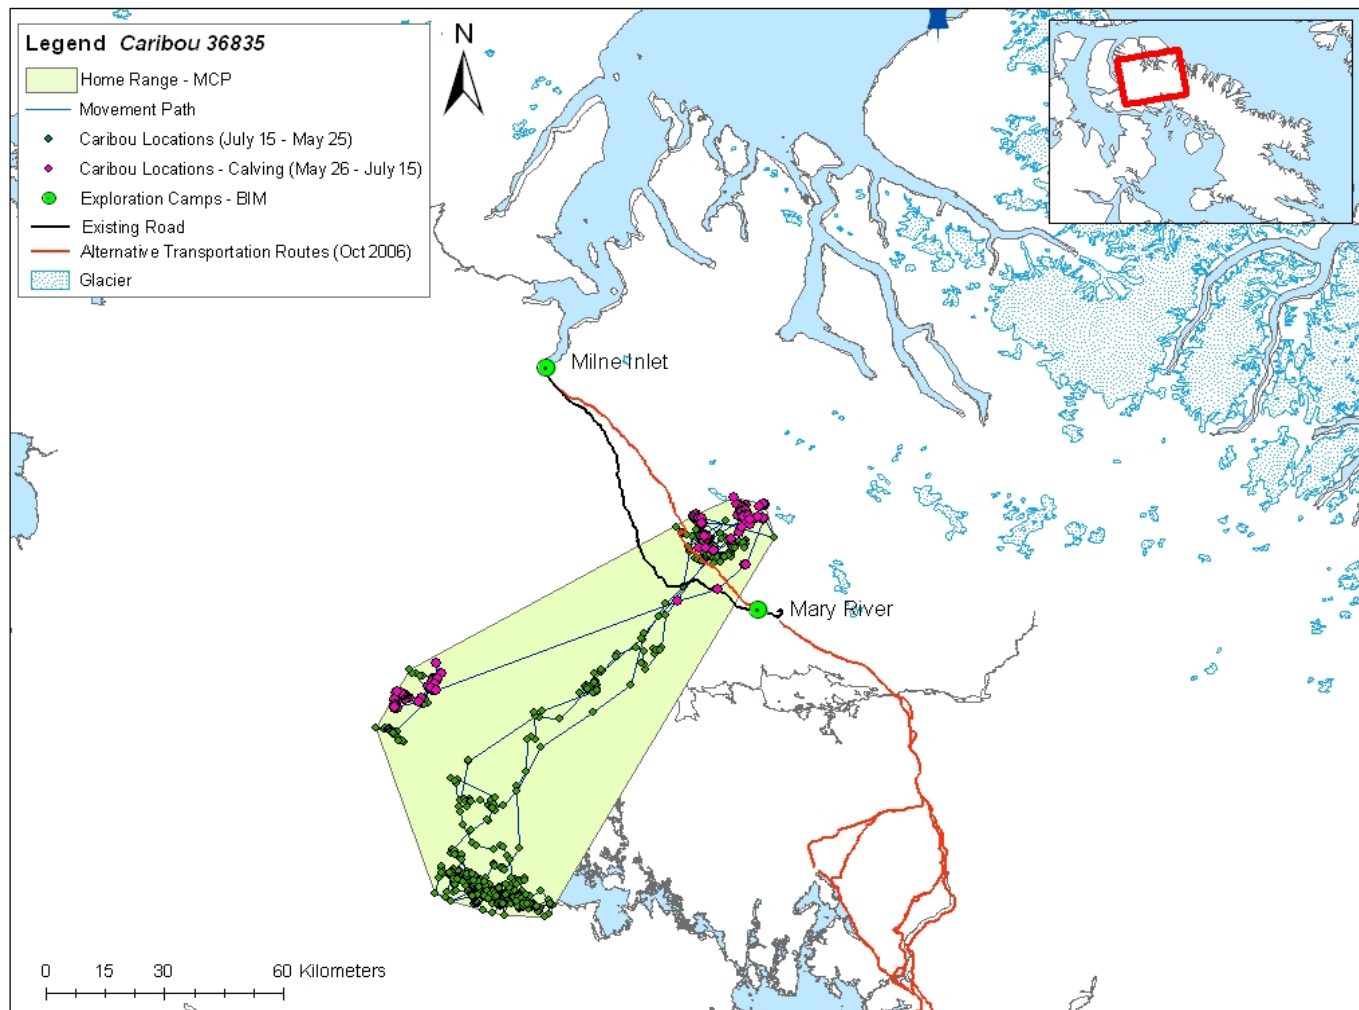 Legend Caribou 36835
Home Range - MCP
Movement Path
Caribou Locations (July 15 - May 25)
Caribou Locations - Calving (May 26 - July 15)
Exploration Camps - BIM
Existing Road
Alternative Transportation Routes (Oct 2006)
Glacier
N
Milne Inlet
Mary River
0 15 30 60 Kilometers